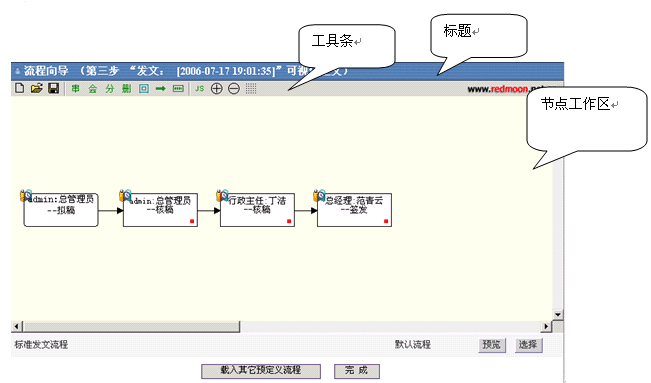 标题
工具条
节点工作区
流程向导 (第三步 “发文: [2006-07-17 19:01:35]”可视
串 会 分 删 回 JS
www.redmoon.ne
admin:总管理员
--拟稿
admin:总管理员
--核稿
行政主任:丁洁
--核稿
总经理:范青云
--签发
标准发文流程 默认流程 预览 选择
载入其它预定义流程 完 成